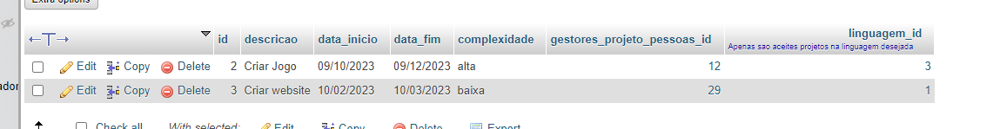 Extra options
id descricao data_inicio data_fim complexidade gestores_projeto_pessoas_id linguagem_id
Apenas sao aceites projetos na linguagem desejada
Edit Copy Delete 2 Criar Jogo 09/10/2023 09/12/2023 alta 12 3
Edit Copy Delete 3 Criar website 10/02/2023 10/03/2023 baixa 29 1
Check all With selected: Edit Copy Delete Export